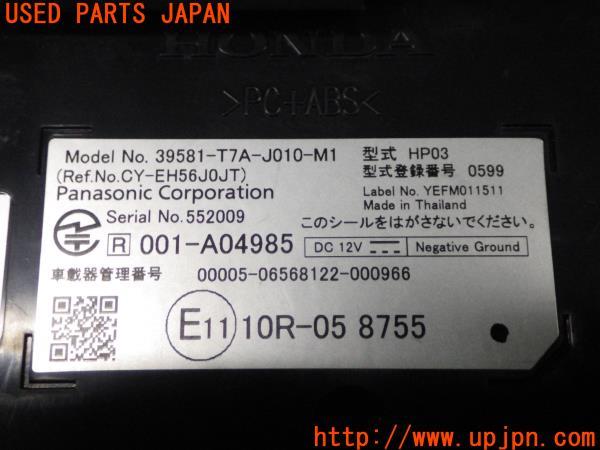 USED PARTS JAPAN
HONDA
>PC+ABS<
Model No. 39581-T7A-J010-M1 型式 HP03
(Ref.No.CY-EH56J0JT) 型式登録番号 0599
Panasonic Corporation Label No. YEFM011511
Made in Thailand
Serial No.552009 このシールをはがさないでください。
R 001-A04985 DC 12V Negative Ground
車載器管理番号 00005-06568122-000966
E11 10R-05 8755
http://www.upjpn.com/